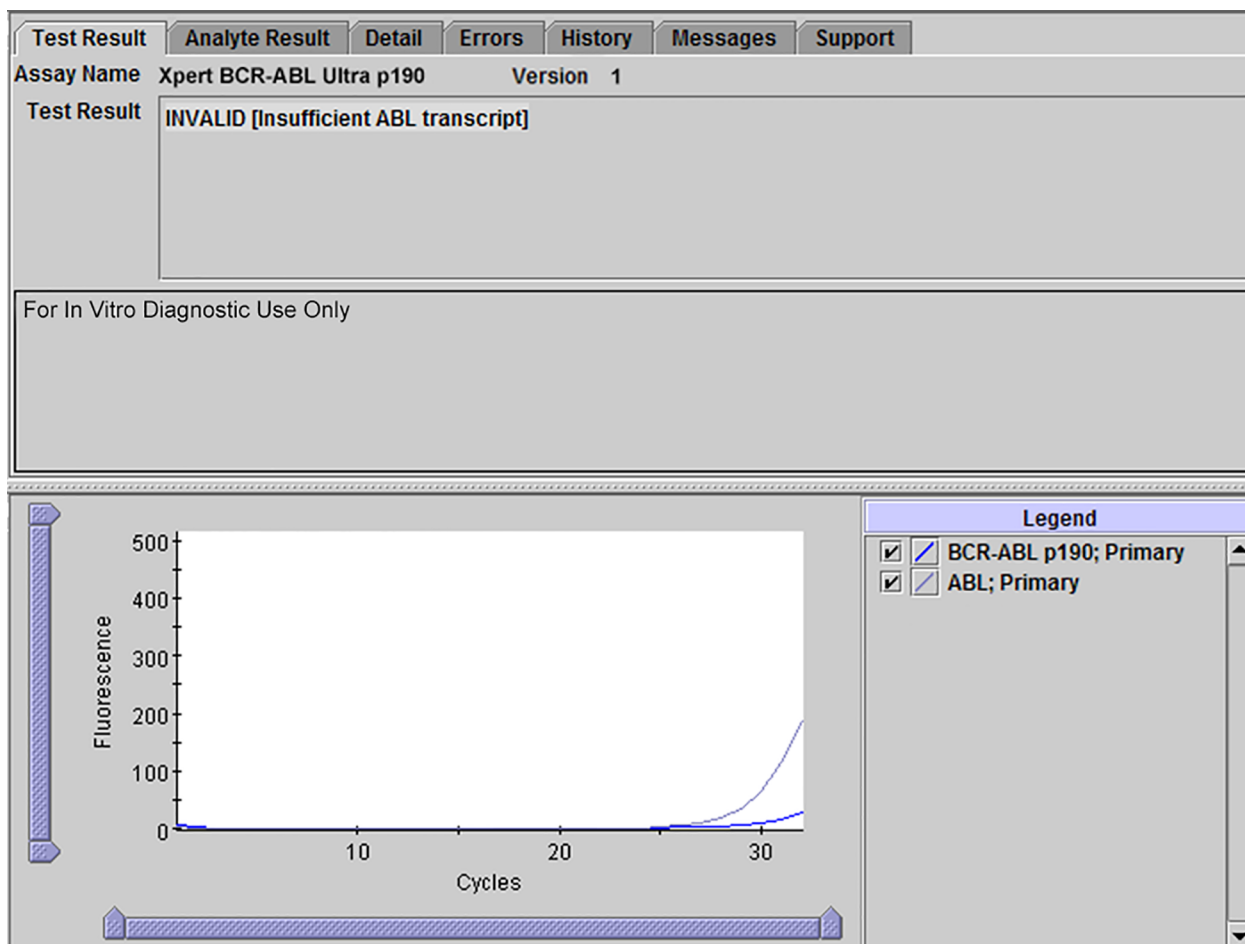 Test Result Analyte Result Detail Errors History Messages Support
Assay Name Xpert BCR-ABL Ultra p190 Version 1
Test Result INVALID [Insufficient ABL transcript]
For In Vitro Diagnostic Use Only
500
400
300
200
100
0
Fluorescence
10 20 30
Cycles
Legend
BCR-ABL p190; Primary
ABL; Primary